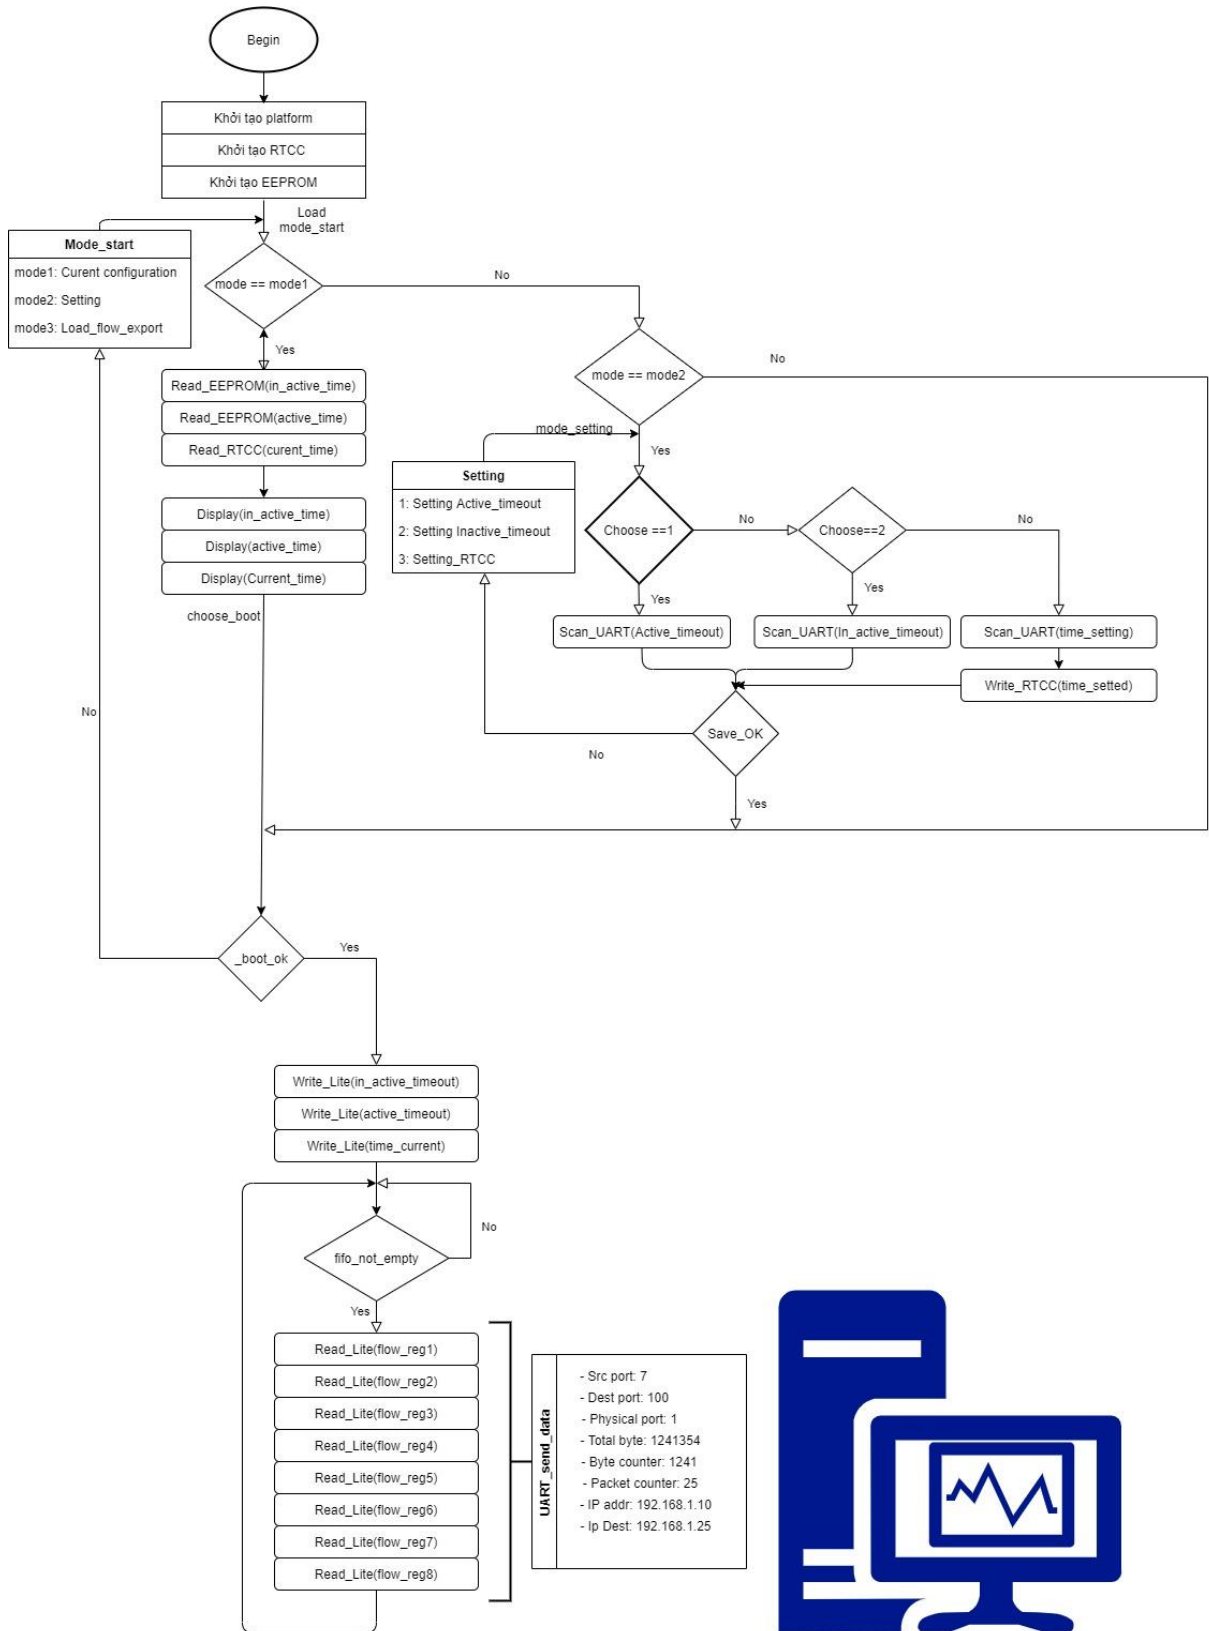 Begin
Khởi tạo platform
Khởi tạo RTCC
Khởi tạo EEPROM
Load
mode_start
Mode_start
mode1: Curent configuration
mode2: Setting
mode3: Load_flow_export
mode == mode1
No
Yes
mode == mode2
No
Read_EEPROM(in_active_time)
Read_EEPROM(active_time)
Read_RTCC(curent_time)
mode_setting
Yes
Setting
1: Setting Active_timeout
2: Setting Inactive_timeout
3: Setting_RTCC
Display(in_active_time)
Display(active_time)
Display(Current_time)
Choose ==1
No
Choose==2
No
Yes
Yes
choose_boot
Scan_UART(Active_timeout)
Scan_UART(In_active_timeout)
Scan_UART(time_setting)
Write_RTCC(time_setted)
No
Save_OK
No
Yes
_boot_ok
Yes
Write_Lite(in_active_timeout)
Write_Lite(active_timeout)
Write_Lite(time_current)
No
fifo_not_empty
Yes
Read_Lite(flow_reg1)
Read_Lite(flow_reg2)
Read_Lite(flow_reg3)
Read_Lite(flow_reg4)
Read_Lite(flow_reg5)
Read_Lite(flow_reg6)
Read_Lite(flow_reg7)
Read_Lite(flow_reg8)
UART_send_data
- Src port: 7
- Dest port: 100
- Physical port: 1
- Total byte: 1241354
- Byte counter: 1241
- Packet counter: 25
- IP addr: 192.168.1.10
- Ip Dest: 192.168.1.25